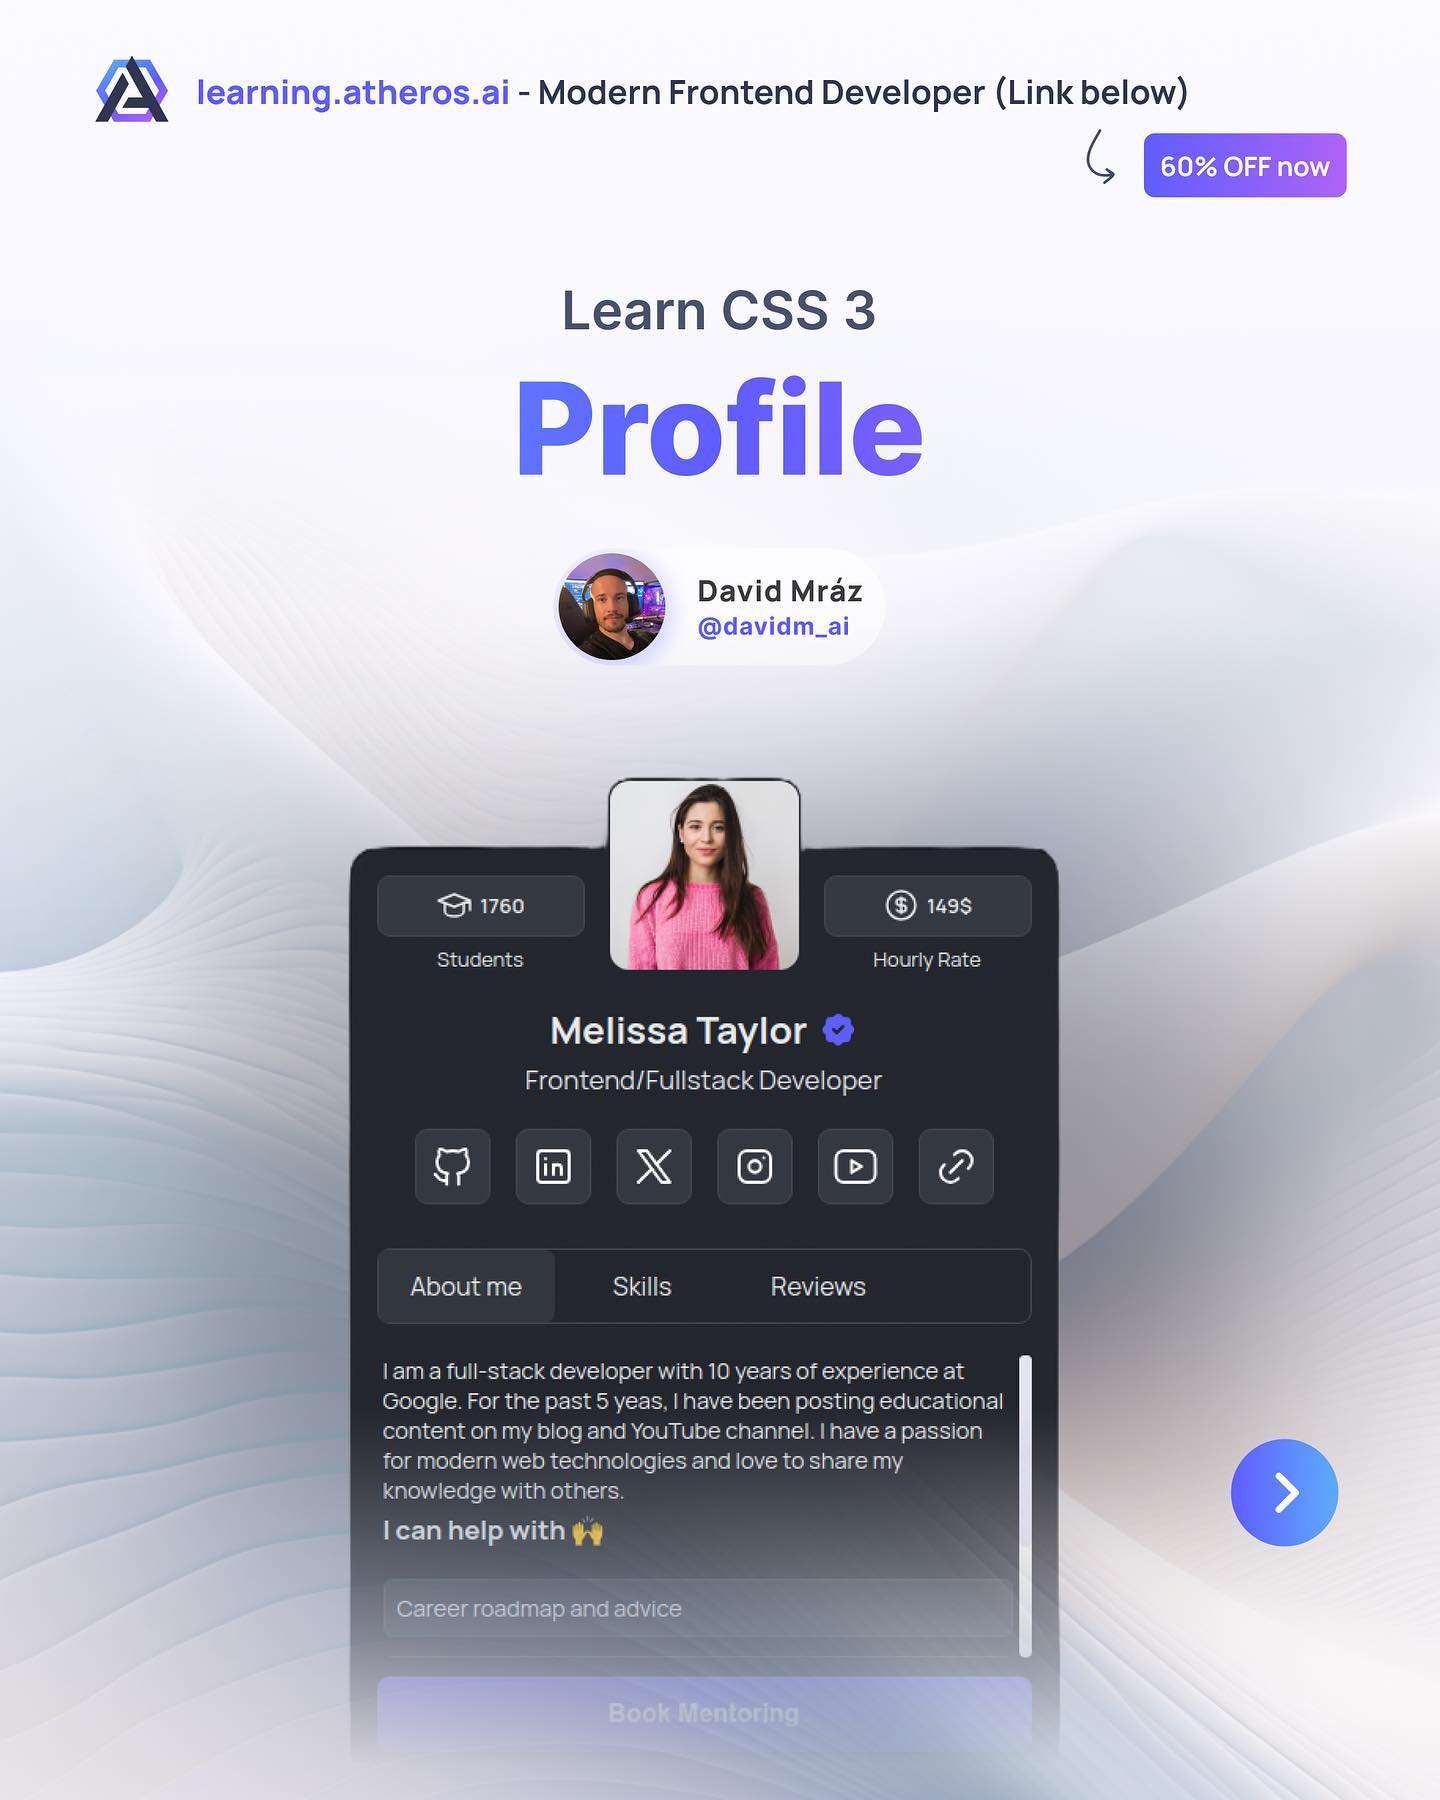 learning.atheros.ai - Modern Frontend Developer (Link below)
60% OFF now
Learn CSS 3
Profile
David Mráz
@davidm_ai
1760
Students
149$
Hourly Rate
Melissa Taylor
Frontend/Fullstack Developer
in
About me
Skills
Reviews
I am a full-stack developer with 10 years of experience at
Google. For the past 5 yeas, I have been posting educational
content on my blog and YouTube channel. I have a passion
for modern web technologies and love to share my
knowledge with others.
I can help with 🙌
Career roadmap and advice
Book Mentoring